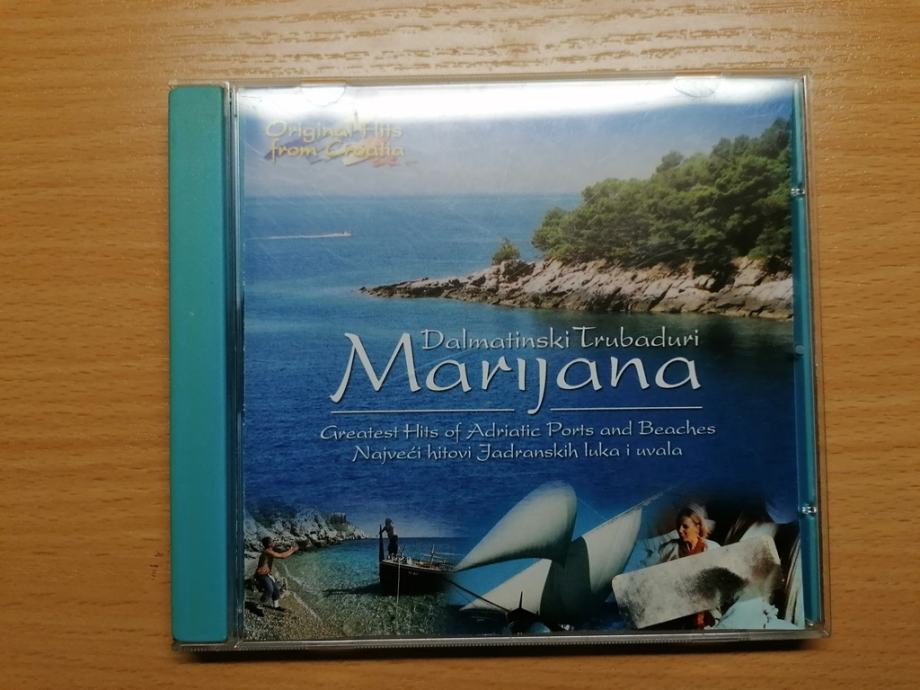 Original Hits
from Croatia
Dalmatinski Trubaduri
Marijana
Greatest Hits of Adriatic Ports and Beaches
Najveći hitovi Jadranskih luka i uvala